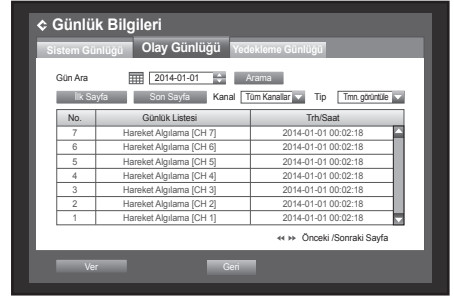 Günlük Bilgileri
Sistem Günlüğü Olay Günlüğü Yedekleme Günlüğü
Gün Ara 2014-01-01 Arama
İlk Sayfa Son Sayfa Kanal Tüm Kanallar Tip Tmn. görüntüle
No. Günlük Listesi Trh/Saat
7 Hareket Algılama [CH 7] 2014-01-01 00:02:18
6 Hareket Algılama [CH 6] 2014-01-01 00:02:18
5 Hareket Algılama [CH 5] 2014-01-01 00:02:18
4 Hareket Algılama [CH 4] 2014-01-01 00:02:18
3 Hareket Algılama [CH 3] 2014-01-01 00:02:18
2 Hareket Algılama [CH 2] 2014-01-01 00:02:18
1 Hareket Algılama [CH 1] 2014-01-01 00:02:18
Önceki /Sonraki Sayfa
Ver Geri